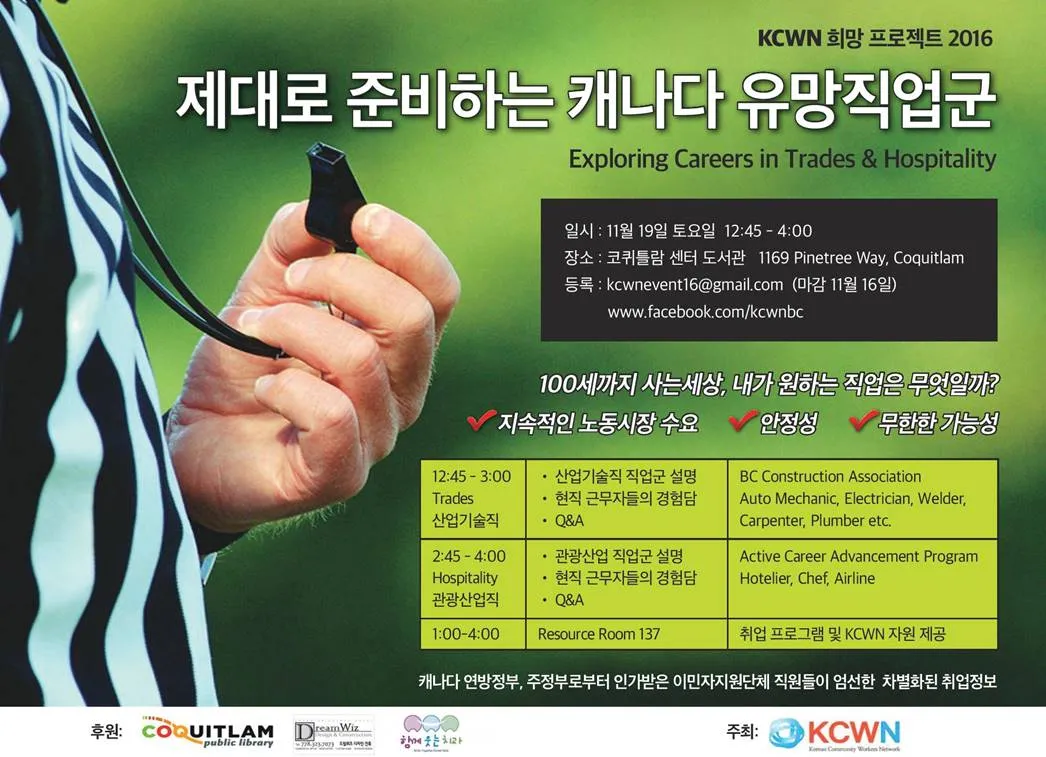 KCWN 희망 프로젝트 2016
제대로 준비하는 캐나다 유망직업군
Exploring Careers in Trades & Hospitality
일시 : 11월 19일 토요일 12:45 - 4:00
장소 : 코퀴틀람 센터 도서관 1169 Pinetree Way, Coquitlam
등록 : kcwnevent16@gmail.com (마감 11월 16일)
www.facebook.com/kcwnbc
100세까지 사는세상, 내가 원하는 직업은 무엇일까?
지속적인 노동시장 수요 안정성 무한한 가능성
12:45 - 3:00
Trades
산업기술직
• 산업기술직 직업군 설명
• 현직 근무자들의 경험담
• Q&A
BC Construction Association
Auto Mechanic, Electrician, Welder,
Carpenter, Plumber etc.
2:45 - 4:00
Hospitality
관광산업직
• 관광산업 직업군 설명
• 현직 근무자들의 경험담
• Q&A
Active Career Advancement Program
Hotelier, Chef, Airline
1:00-4:00
Resource Room 137
취업 프로그램 및 KCWN 자원 제공
캐나다 연방정부, 주정부로부터 인가받은 이민자지원단체 직원들이 엄선한 차별화된 취업정보
후원:
COQUITLAM
public library
DreamWiz
Design & Construction
778.323.7073
함께 웃는 치과
주최:
KCWN
Korean Community Workers Network